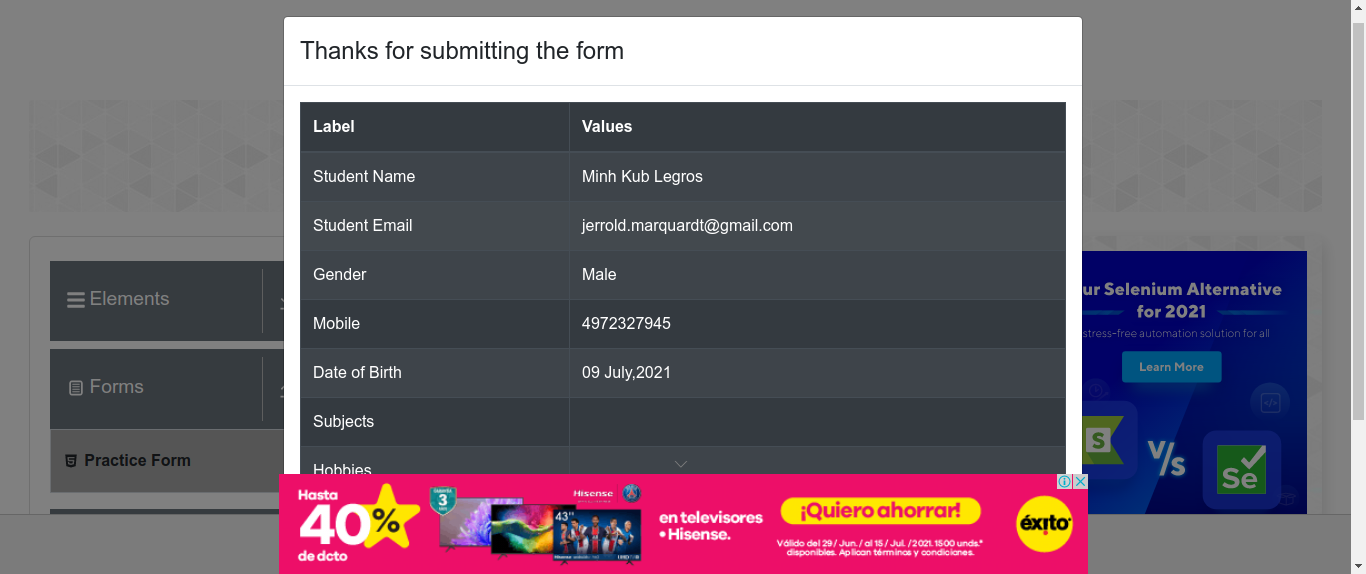 Thanks for submitting the form
Label Values
Student Name Minh Kub Legros
Student Email jerrold.marquardt@gmail.com
Gender Male
Mobile 4972327945
Date of Birth 09 July,2021
Subjects
Hobbies
Elements
Forms
Practice Form
ur Selenium Alternative
for 2021
stress-free automation solution for all
Learn More
S
V/s
Se
Hasta
40%
de dcto
3
Hisense
43"
en televisores
• Hisense.
¡Quiero ahorrar!
Válido del 29 / Jun. / al 15 / Jul. / 2021. 1500 unds.*
disponibles. Aplican términos y condiciones.
éxito